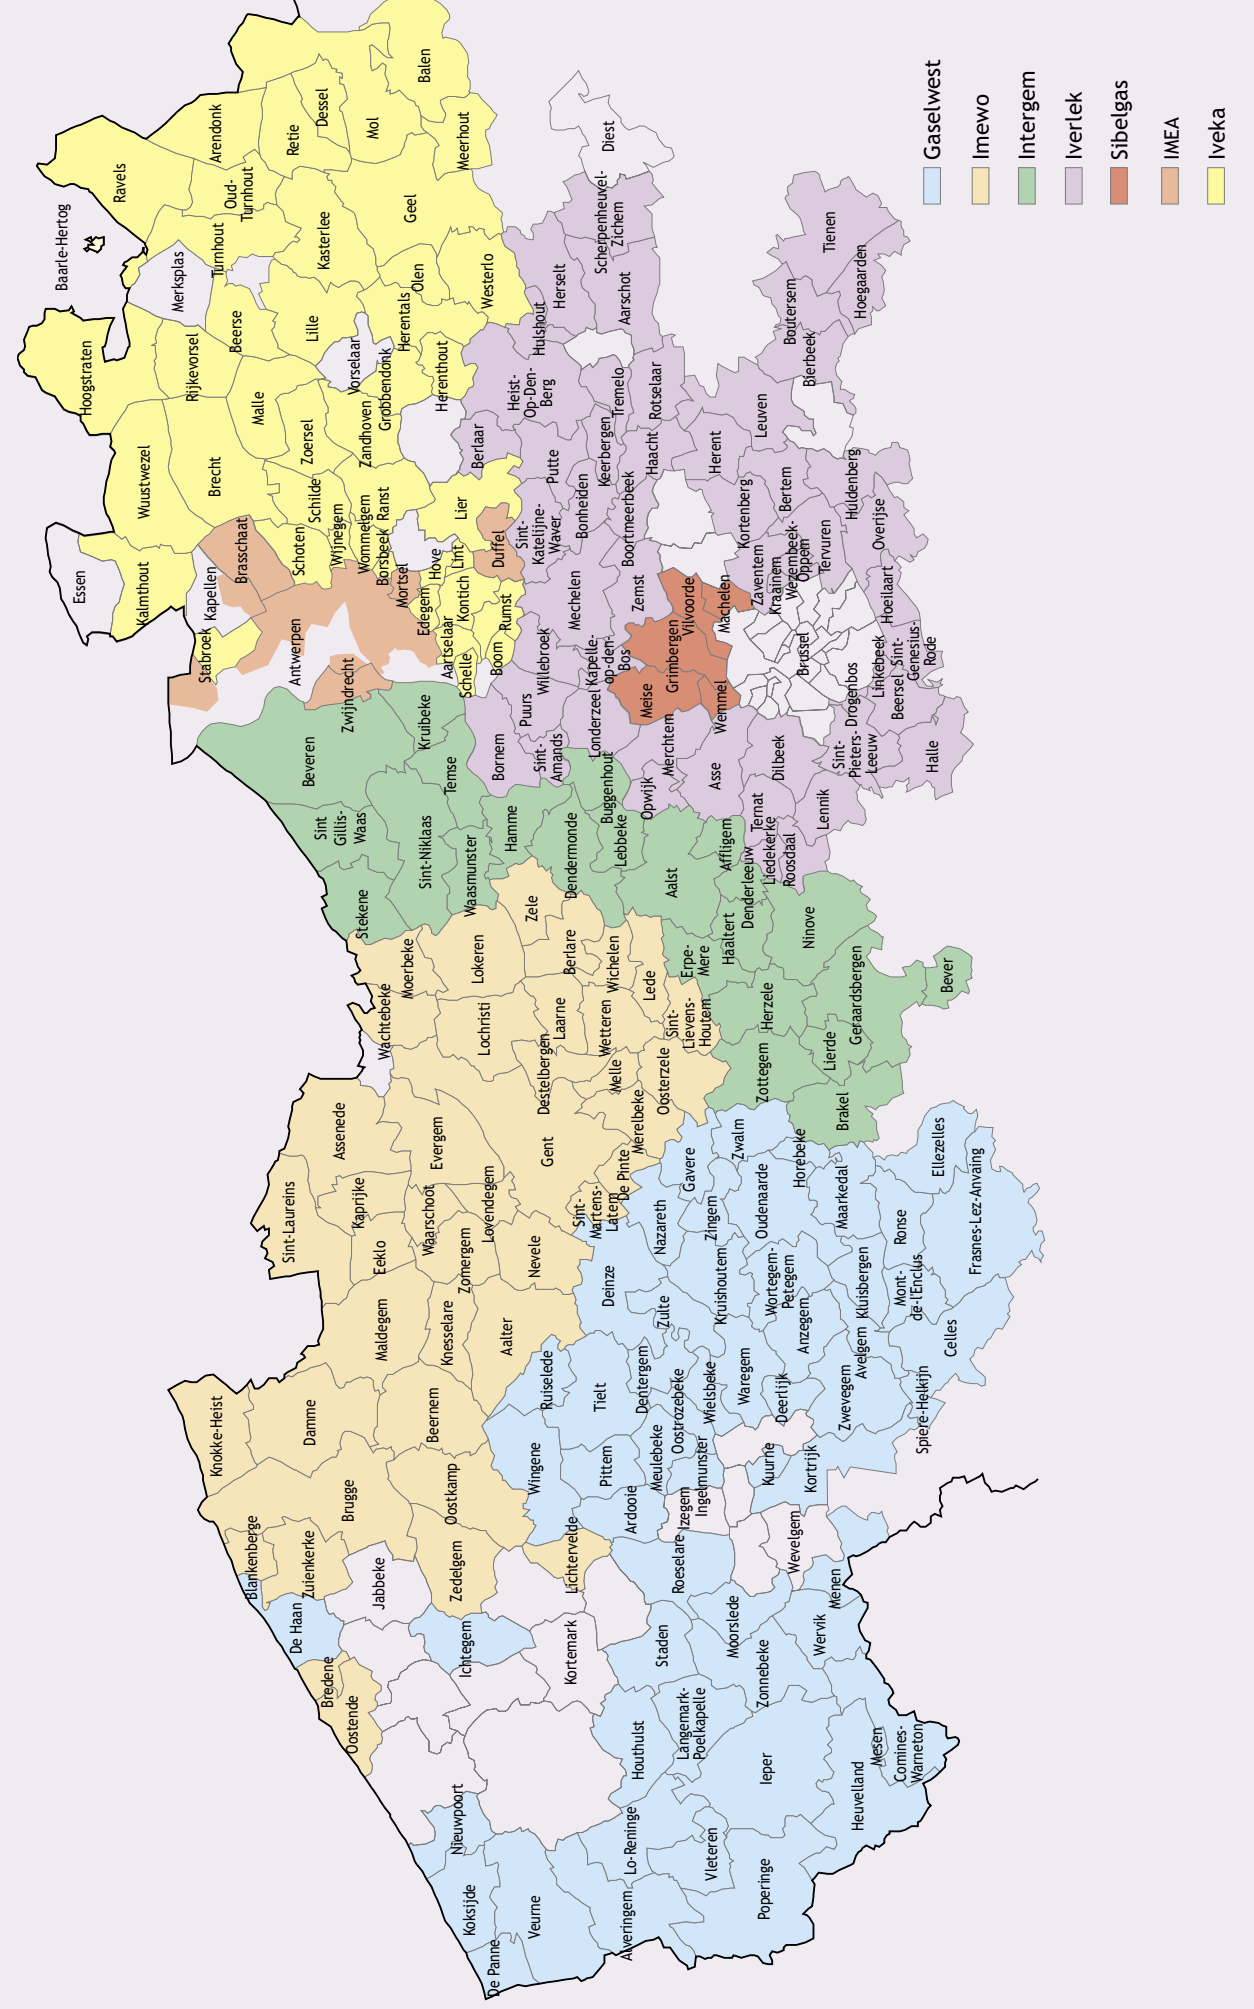 Knokke-Heist
Blankenberge
Zuienkerke
Damme
Brugge
De Haan
Bredene
Oostende
Jabbeke
Beernem
Oostkamp
Zedelgem
Ichtegem
Nieuwpoort
Koksijde
De Panne
Veurne
Alveringem
Lo-Reninge
Vleteren
Poperinge
Houthulst
Langemark-
Poelkapelle
Ieper
Heuvelland
Mesen
Comines-
Warneton
Kortemark
Staden
Zonnebeke
Moorslede
Wervik
Menen
Wevelgem
Roeselare
Lichtervelde
Izegem
Ingelmunster
Ardooie
Wingene
Pittem
Meulebeke
Oostrozebeke
Wielsbeke
Dentergem
Tielt
Ruiselede
Kuurne
Kortrijk
Deerlijk
Waregem
Zwevegem
Avelgem
Anzegem
Spiere-Helkijn
Celles
Mont-
de-l'Enclus
Kluisbergen
Ronse
Frasnes-Lez-Anvaing
Ellezelles
Maarkedal
Horebeke
Oudenaarde
Wortegem-
Petegem
Kruishoutem
Zulte
Deinze
Nazareth
Zingem
Gavere
Zwalm
Sint-Laureins
Assenede
Kaprijke
Eeklo
Maldegem
Knesselare
Aalter
Zomergem
Waarschoot
Lovendegem
Nevele
Evergem
Gent
Sint-
Martens-
Latem
De Pinte
Merelbeke
Melle
Destelbergen
Oosterzele
Wachtebeke
Moerbeke
Lochristi
Lokeren
Laarne
Wetteren
Wichelen
Berlare
Zele
Lede
Sint-
Lievens-
Houtem
Erpe-
Mere
Haaltert
Herzele
Zottegem
Brakel
Lierde
Geraardsbergen
Ninove
Bever
Denderleeuw
Affligem
Aalst
Lebbeke
Buggenhout
Dendermonde
Hamme
Waasmunster
Sint-Niklaas
Stekene
Sint
Gillis-
Waas
Beveren
Temse
Kruibeke
Zwijndrecht
Antwerpen
Stabroek
Kapellen
Brasschaat
Essen
Kalmthout
Wuustwezel
Brecht
Hoogstraten
Baarle-Hertog
Merksplas
Rijkevorsel
Beerse
Turnhout
Oud-
Turnhout
Ravels
Arendonk
Retie
Dessel
Mol
Balen
Meerhout
Geel
Kasterlee
Lille
Vorselaar
Malle
Zoersel
Zandhoven
Grobbendonk
Herentals
Olen
Westerlo
Herenthout
Schilde
Schoten
Wijnegem
Wommelgem
Borsbeek
Ranst
Mortsel
Edegem
Hove
Lint
Lier
Duffel
Kontich
Aartselaar
Schelle
Boom
Rumst
Berlaar
Heist-
Op-Den-
Berg
Hulshout
Herselt
Putte
Sint-
Katelijne-
Waver
Bonheiden
Mechelen
Willebroek
Puurs
Bornem
Sint-
Amands
Londerzeel
Kapelle-
op-den-
Bos
Zemst
Boortmeerbeek
Keerbergen
Tremelo
Haacht
Rotselaar
Aarschot
Scherpenheuvel-
Zichem
Diest
Tienen
Hoegaarden
Boutersem
Bierbeek
Leuven
Herent
Kortenberg
Bertem
Huldenberg
Tervuren
Overijse
Hoeilaart
Wezembeek-
Oppem
Kraainem
Zaventem
Machelen
Vilvoorde
Grimbergen
Meise
Wemmel
Merchtem
Opwijk
Asse
Dilbeek
Ternat
Liedekerke
Roosdaal
Lennik
Sint-
Pieters-
Leeuw
Halle
Beersel
Drogenbos
Linkebeek
Sint-
Genesius-
Rode
Brussel
Gaselwest
Imewo
Intergem
Iverlek
Sibelgas
IMEA
Iveka